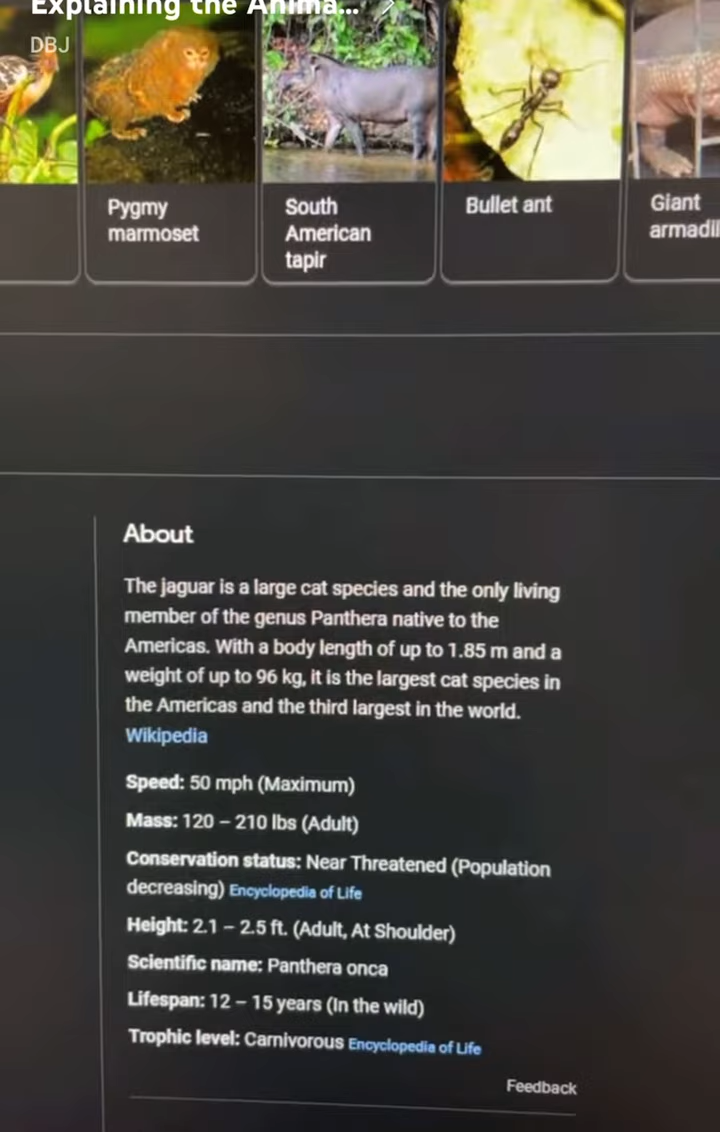 Explaining the Anima...
DBJ
Pygmy
marmoset
South
American
tapir
Bullet ant
Giant
armadil
About
The jaguar is a large cat species and the only living
member of the genus Panthera native to the
Americas. With a body length of up to 1.85 m and a
weight of up to 96 kg, it is the largest cat species in
the Americas and the third largest in the world.
Wikipedia
Speed: 50 mph (Maximum)
Mass: 120 – 210 lbs (Adult)
Conservation status: Near Threatened (Population
decreasing) Encyclopedia of Life
Height: 2.1 – 2.5 ft. (Adult, At Shoulder)
Scientific name: Panthera onca
Lifespan: 12 – 15 years (In the wild)
Trophic level: Carnivorous Encyclopedia of Life
Feedback